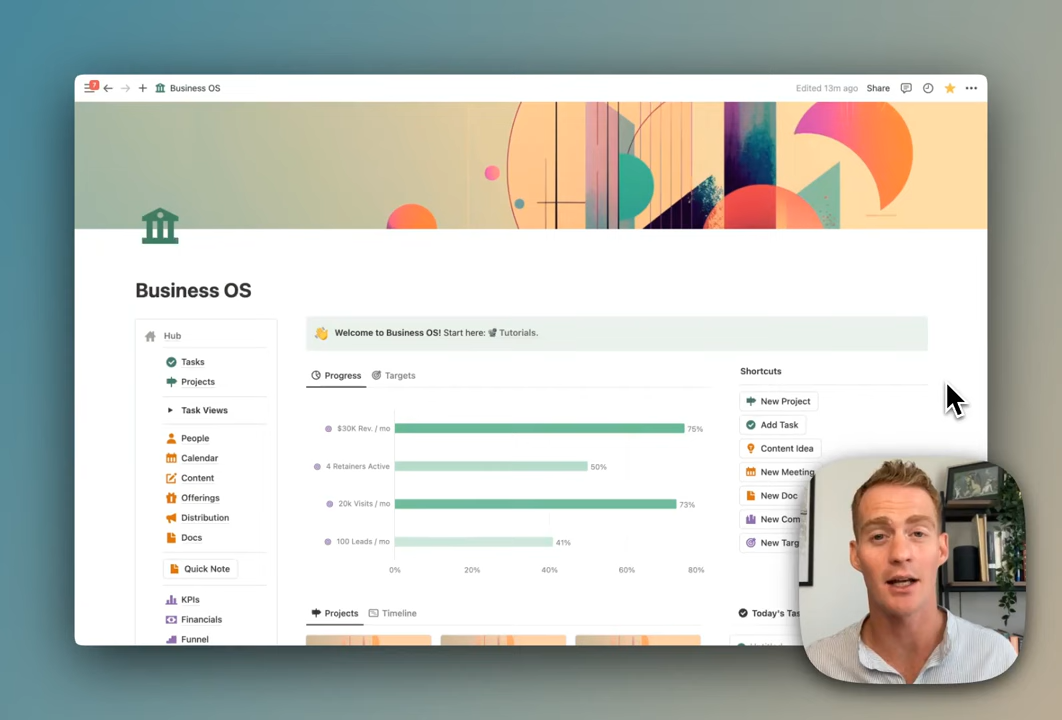 7
Business OS
Edited 13m ago
Share
Business OS
Hub
Tasks
Projects
Task Views
People
Calendar
Content
Offerings
Distribution
Docs
Quick Note
KPIs
Financials
Funnel
Welcome to Business OS! Start here: Tutorials.
Progress
Targets
$30K Rev. / mo
75%
4 Retainers Active
50%
20k Visits / mo
73%
100 Leads / mo
41%
0%
20%
40%
60%
80%
Projects
Timeline
Shortcuts
New Project
Add Task
Content Idea
New Meeting
New Doc
New Com
New Targ
Today's Tas